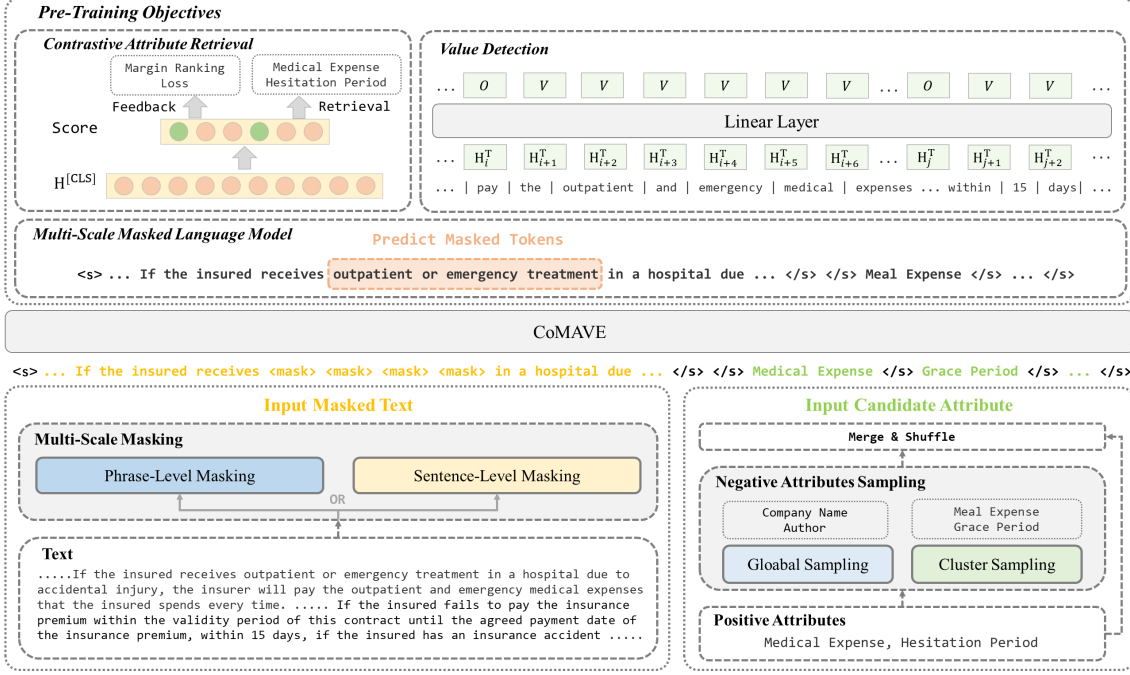 Pre-Training Objectives
Contrastive Attribute Retrieval
Margin Ranking
Loss
Medical Expense
Hesitation Period
Feedback
Retrieval
Score
H^[CLS]
Value Detection
... O V V V V V V ... O V V ...
Linear Layer
... H_i^T H_{i+1}^T H_{i+2}^T H_{i+3}^T H_{i+4}^T H_{i+5}^T H_{i+6}^T ... H_j^T H_{j+1}^T H_{j+2}^T ...
... | pay | the | outpatient | and | emergency | medical | expenses ... within | 15 | days| ...
Multi-Scale Masked Language Model
Predict Masked Tokens
<s> ... If the insured receives outpatient or emergency treatment in a hospital due ... </s> </s> Meal Expense </s> ... </s>
CoMAVE
<s> ... If the insured receives <mask> <mask> <mask> <mask> in a hospital due ... </s> </s> Medical Expense </s> Grace Period </s> ... </s>
Input Masked Text
Multi-Scale Masking
Phrase-Level Masking
Sentence-Level Masking
OR
Text
.....If the insured receives outpatient or emergency treatment in a hospital due to
accidental injury, the insurer will pay the outpatient and emergency medical expenses
that the insured spends every time. ..... If the insured fails to pay the insurance
premium within the validity period of this contract until the agreed payment date of
the insurance premium, within 15 days, if the insured has an insurance accident .....
Input Candidate Attribute
Merge & Shuffle
Negative Attributes Sampling
Company Name
Author
Meal Expense
Grace Period
Gloabal Sampling
Cluster Sampling
Positive Attributes
Medical Expense, Hesitation Period